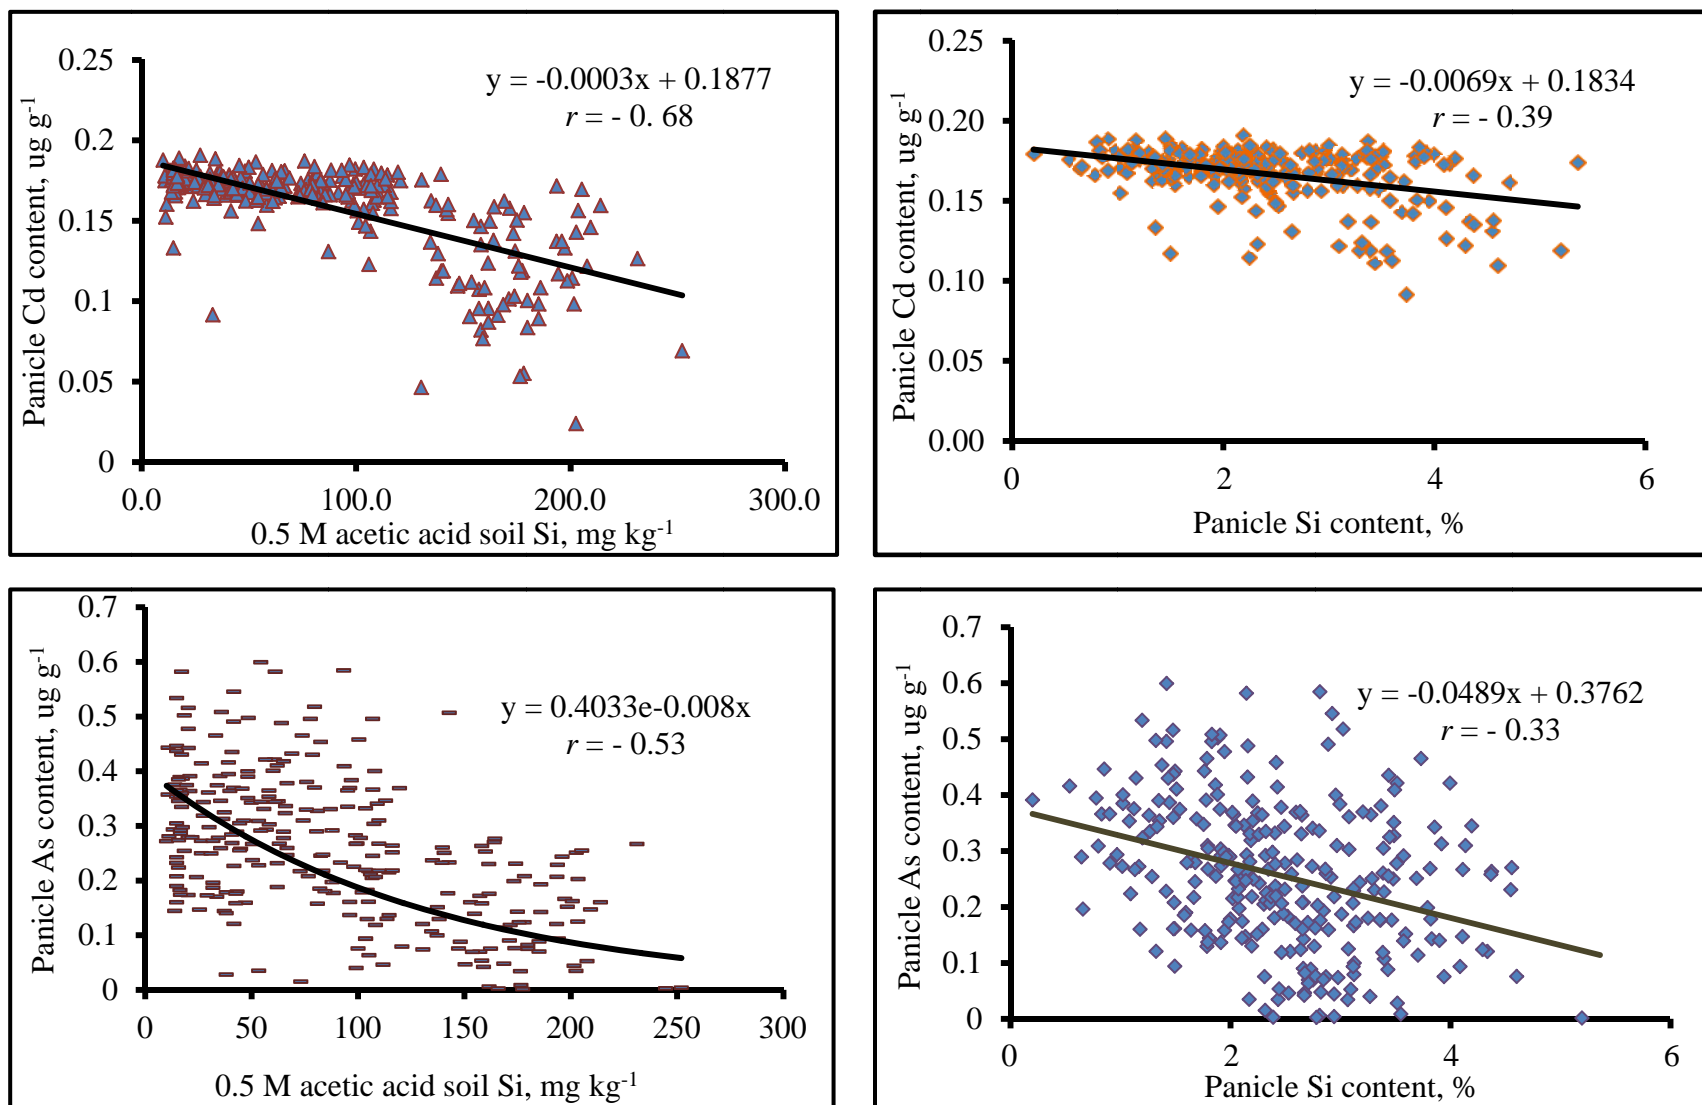 Panicle Cd content, ug g-1
0.25
0.2
0.15
0.1
0.05
0
y = -0.0003x + 0.1877
r = - 0. 68
0.0 100.0 200.0 300.0
0.5 M acetic acid soil Si, mg kg-1
Panicle Cd content, ug g-1
0.25
0.20
0.15
0.10
0.05
0.00
y = -0.0069x + 0.1834
r = - 0.39
0 2 4 6
Panicle Si content, %
Panicle As content, ug g-1
0.7
0.6
0.5
0.4
0.3
0.2
0.1
0
y = 0.4033e-0.008x
r = - 0.53
0 50 100 150 200 250 300
0.5 M acetic acid soil Si, mg kg-1
Panicle As content, ug g-1
0.7
0.6
0.5
0.4
0.3
0.2
0.1
0
y = -0.0489x + 0.3762
r = - 0.33
0 2 4 6
Panicle Si content, %